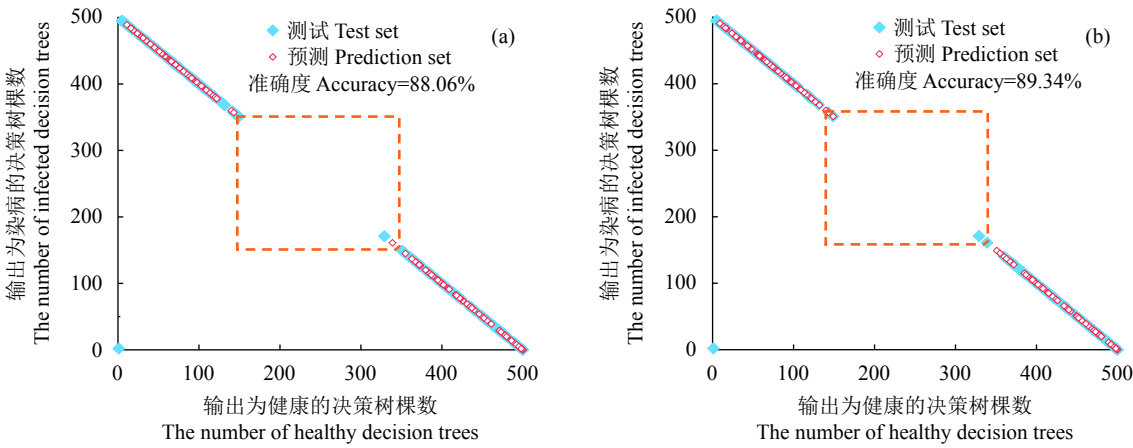 500
400
300
200
100
0
0
100
200
300
400
500
测试 Test set
预测 Prediction set
准确度 Accuracy=88.06%
(a)
输出为染病的决策树棵数
The number of infected decision trees
输出为健康的决策树棵数
The number of healthy decision trees
500
400
300
200
100
0
0
100
200
300
400
500
测试 Test set
预测 Prediction set
准确度 Accuracy=89.34%
(b)
输出为染病的决策树棵数
The number of infected decision trees
输出为健康的决策树棵数
The number of healthy decision trees